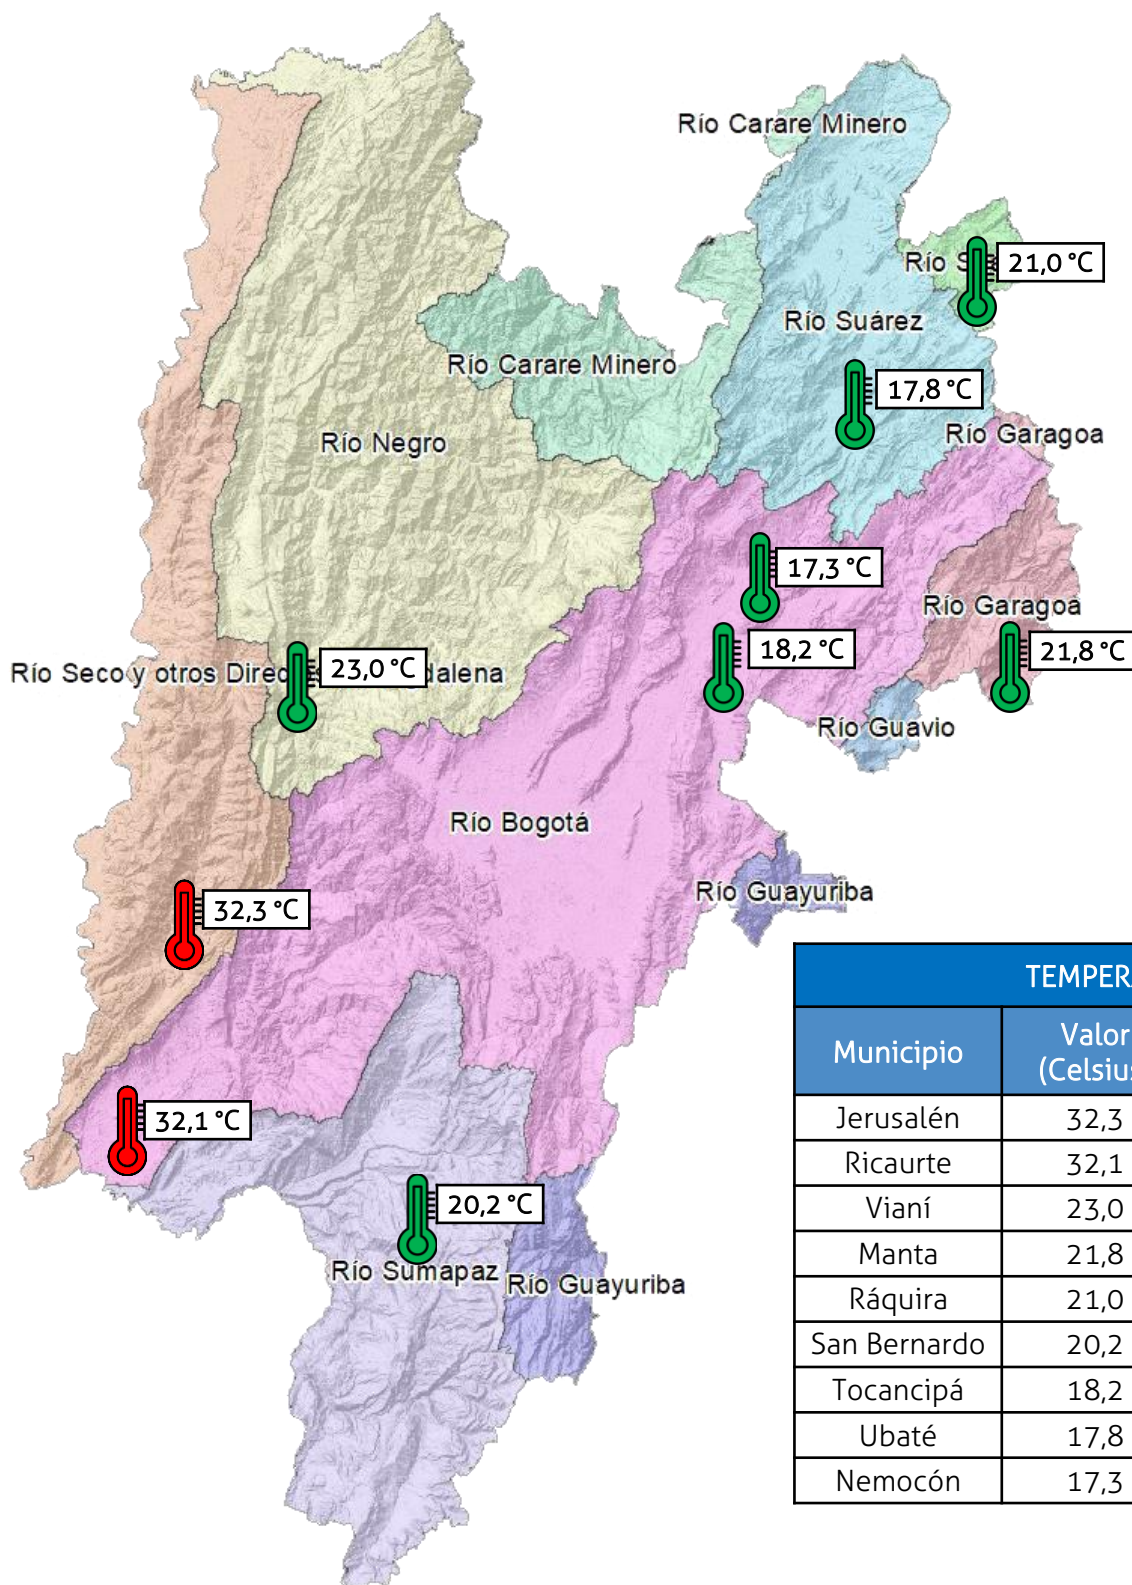 Río Carare Minero
Río S
21,0 °C
Río Suárez
Río Carare Minero
17,8 °C
Río Negro
Río Garagoa
17,3 °C
Río Garagoa
18,2 °C
21,8 °C
Río Seco y otros Direc
23,0 °C
dalena
Río Guavio
Río Bogotá
Río Guayuriba
32,3 °C
32,1 °C
20,2 °C
Río Sumapaz
Río Guayuriba
TEMPERA
Municipio
Valor
(Celsius
Jerusalén 32,3
Ricaurte 32,1
Vianí 23,0
Manta 21,8
Ráquira 21,0
San Bernardo 20,2
Tocancipá 18,2
Ubaté 17,8
Nemocón 17,3